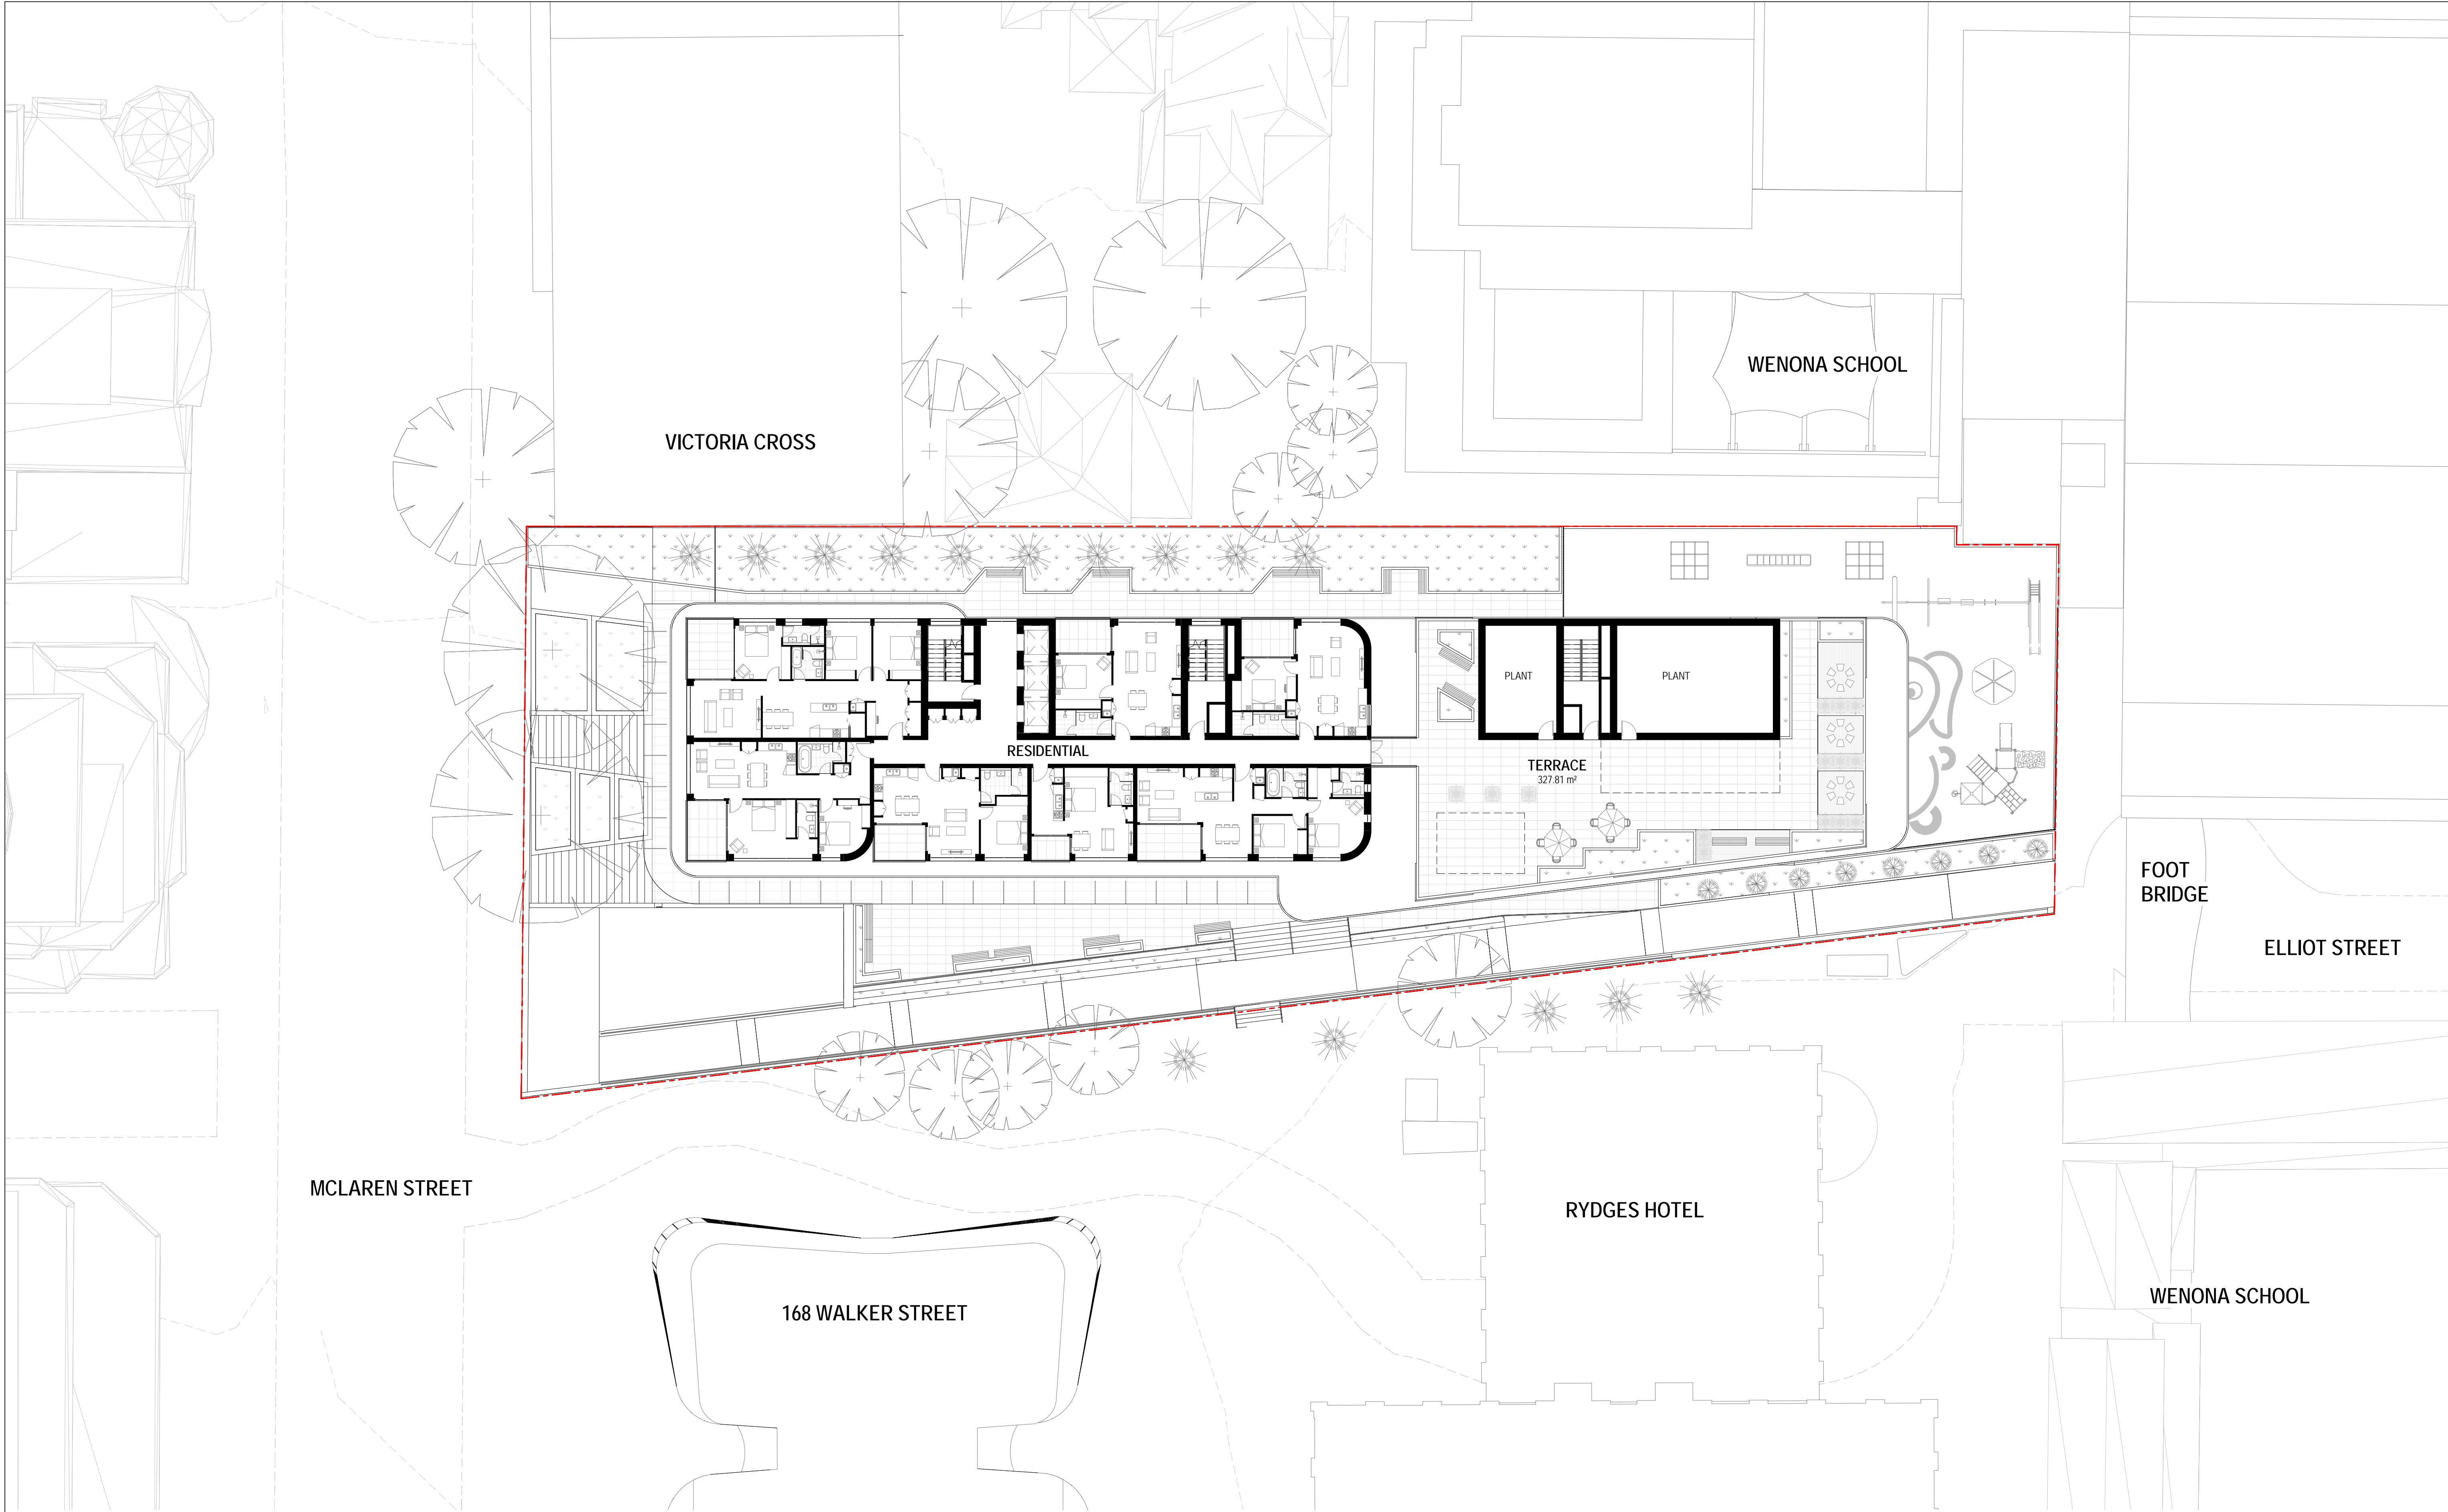 WENONA SCHOOL
VICTORIA CROSS
PLANT
PLANT
RESIDENTIAL
TERRACE
327.81 m²
FOOT
BRIDGE
ELLIOT STREET
MCLAREN STREET
RYDGES HOTEL
168 WALKER STREET
WENONA SCHOOL